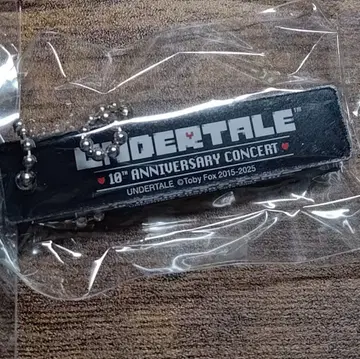 UNDERTALE™
10TH ANNIVERSARY CONCERT
UNDERTALE ©Toby Fox 2015-2025